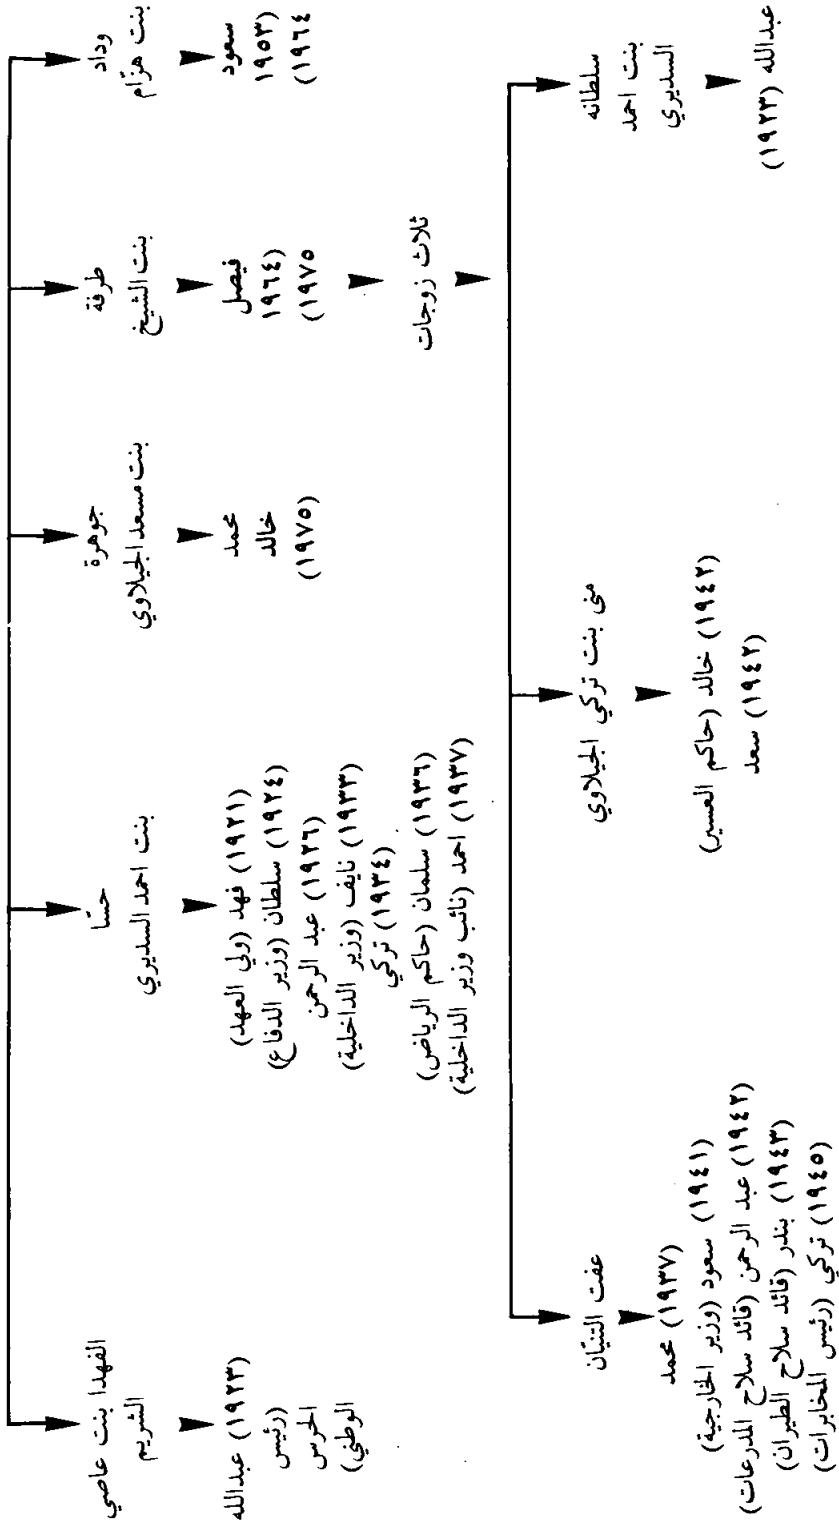 وداد
بنت هزّام
سعود
١٩٥٣
(١٩٦٤
طرفة
بنت الشيخ
فيصل
(١٩٦٤
(١٩٧٥
جوهرة
بنت مسعد الجيلاوي
محمد
خالد
(١٩٧٥)
حسّا
بنت احمد السديري
(١٩٢١) فهد (ولي العهد)
(١٩٢٤) سلطان (وزير الدفاع)
(١٩٢٦) عبد الرحمن
(١٩٣٣) نايف (وزير الداخلية)
(١٩٣٤) تركي
(١٩٣٦) سلمان (حاكم الرياض)
(١٩٣٧) احمد (نائب وزير الداخلية)
الفهدا بنت عاصي
الشريم
(١٩٢٣) عبدالله
(رئيس
الحرس
الوطني)
ثلاث زوجات
سلطانه
بنت احمد
السديري
عبدالله (١٩٢٣)
منى بنت تركي الجيلاوي
(١٩٤٢) خالد (حاكم العسير)
(١٩٤٢) سعد
عفت الثنيّان
(١٩٣٧) محمد
(١٩٤١) سعود (وزير الخارجية)
(١٩٤٢) عبد الرحمن (قائد سلاح المدرعات)
(١٩٤٣) بندر (قائد سلاح الطيران)
(١٩٤٥) تركي (رئيس المخابرات)